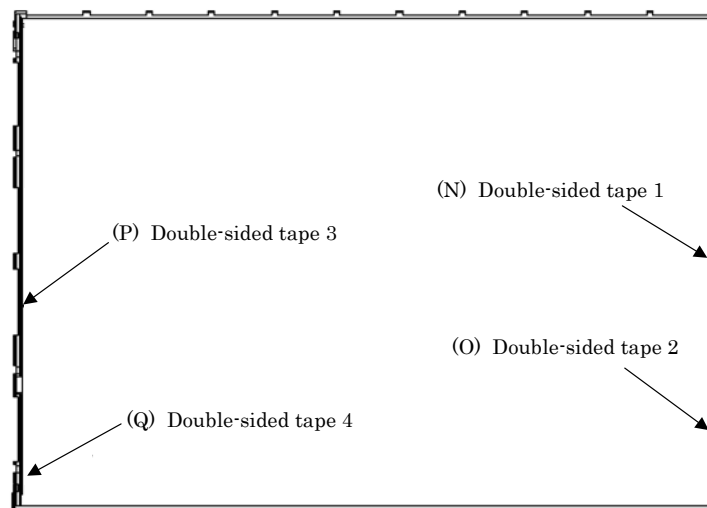 (N) Double-sided tape 1
(P) Double-sided tape 3
(O) Double-sided tape 2
(Q) Double-sided tape 4